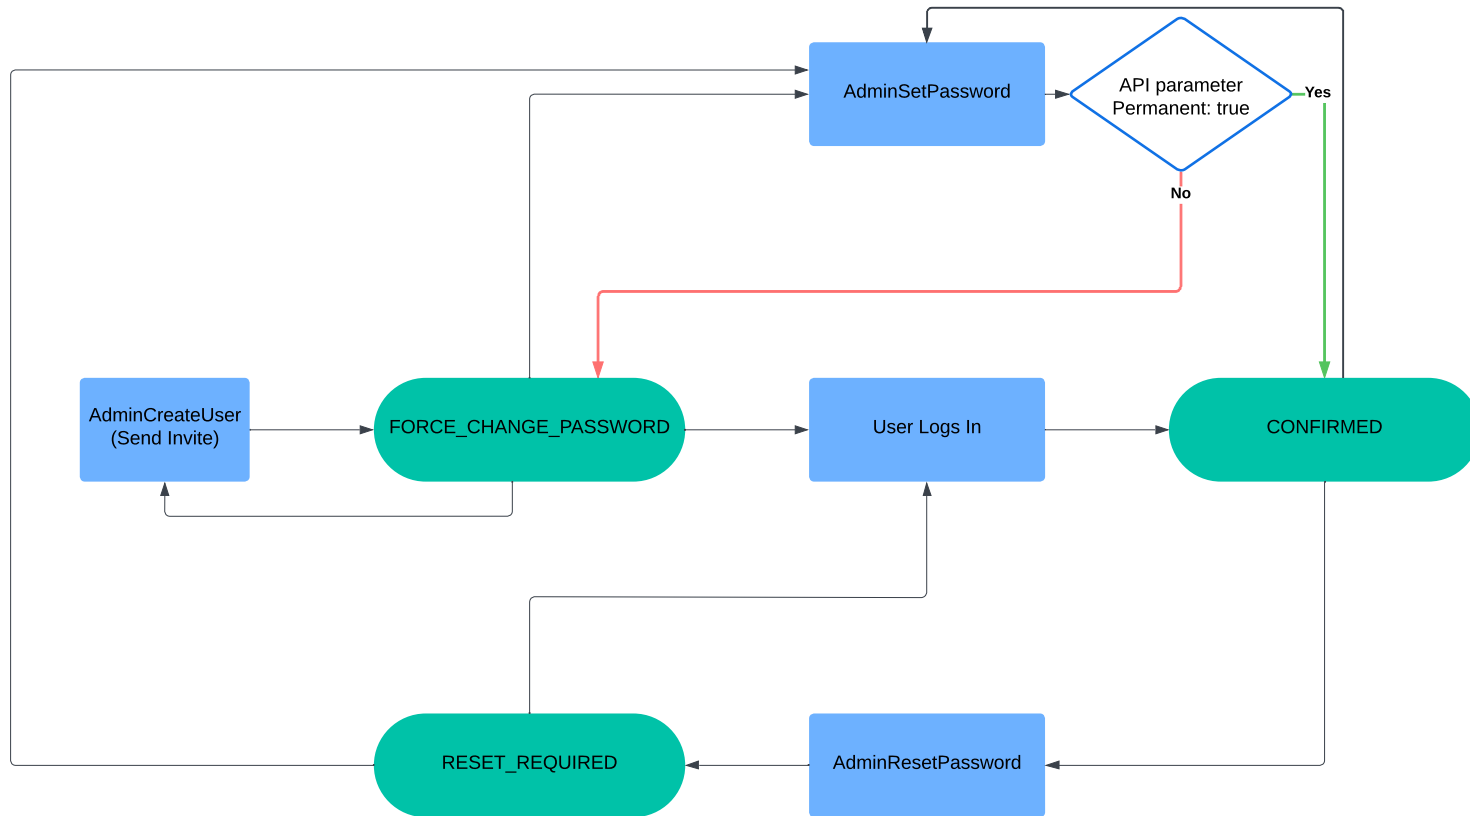 AdminSetPassword
API parameter
Permanent: true
Yes
No
AdminCreateUser
(Send Invite)
FORCE_CHANGE_PASSWORD
User Logs In
CONFIRMED
RESET_REQUIRED
AdminResetPassword